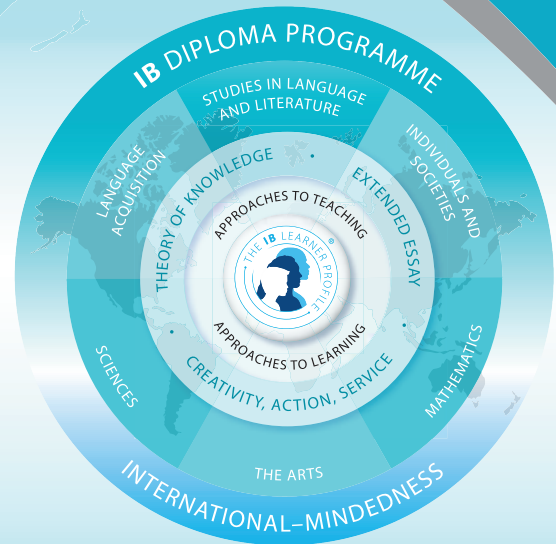 IB DIPLOMA PROGRAMME
STUDIES IN LANGUAGE
AND LITERATURE
LANGUAGE
ACQUISITION
INDIVIDUALS AND
SOCIETIES
THEORY OF KNOWLEDGE
EXTENDED ESSAY
APPROACHES TO TEACHING
THE IB LEARNER PROFILE
®
APPROACHES TO LEARNING
CREATIVITY, ACTION, SERVICE
SCIENCES
MATHEMATICS
THE ARTS
INTERNATIONAL–MINDEDNESS